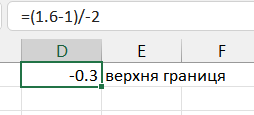 =(1.6-1)/-2
D E F
-0.3 верхня границя